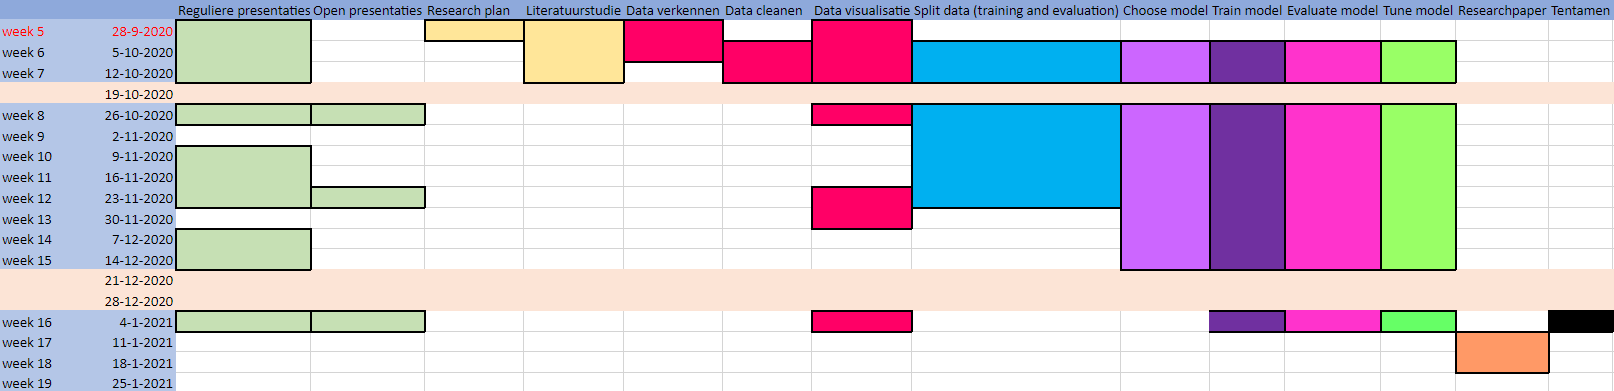 Reguliere presentaties Open presentaties Research plan Literatuurstudie Data verkennen Data cleanen Data visualisatie Split data (training and evaluation) Choose model Train model Evaluate model Tune model Researchpaper Tentamen
week 5 28-9-2020
week 6 5-10-2020
week 7 12-10-2020
19-10-2020
week 8 26-10-2020
week 9 2-11-2020
week 10 9-11-2020
week 11 16-11-2020
week 12 23-11-2020
week 13 30-11-2020
week 14 7-12-2020
week 15 14-12-2020
21-12-2020
28-12-2020
week 16 4-1-2021
week 17 11-1-2021
week 18 18-1-2021
week 19 25-1-2021